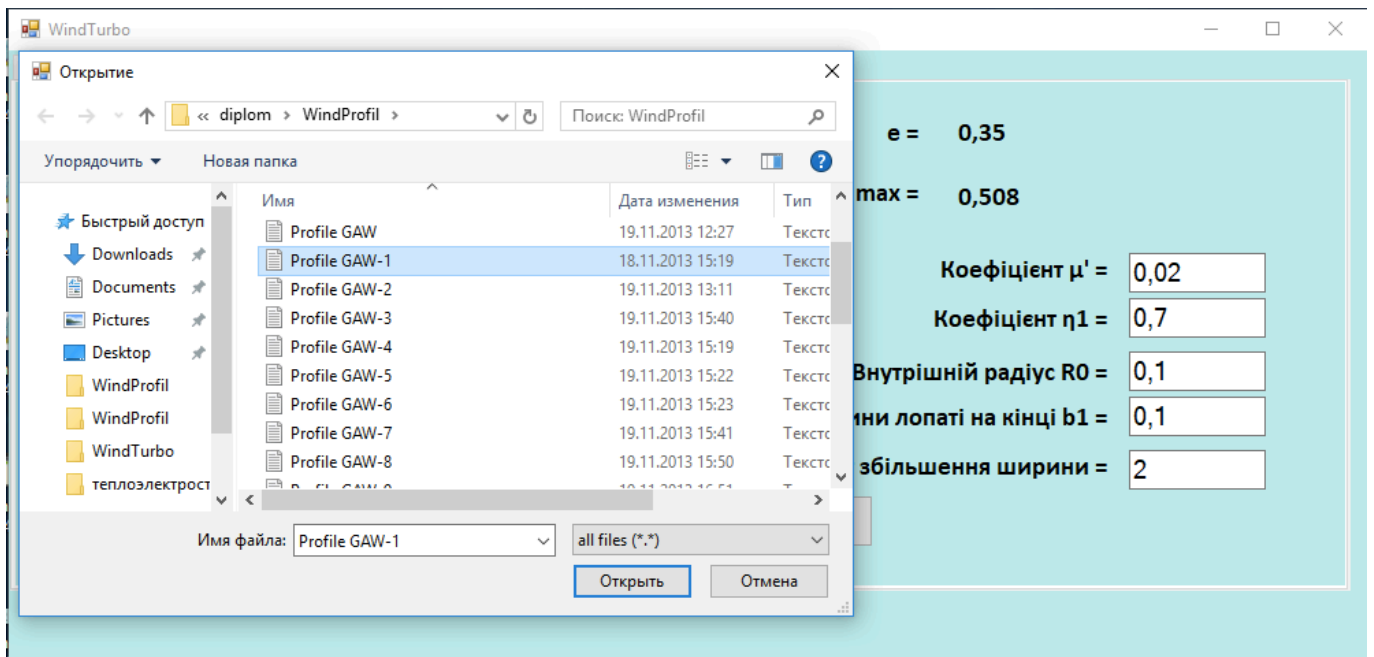 WindTurbo
Открытие
« diplom > WindProfil >
Поиск: WindProfil
Упорядочить
Новая папка
Имя
Дата изменения
Тип
Быстрый доступ
Downloads
Documents
Pictures
Desktop
WindProfil
WindProfil
WindTurbo
теплоэлектрост
Profile GAW 19.11.2013 12:27 Тексто
Profile GAW-1 18.11.2013 15:19 Тексто
Profile GAW-2 19.11.2013 13:11 Тексто
Profile GAW-3 19.11.2013 15:40 Тексто
Profile GAW-4 19.11.2013 15:19 Тексто
Profile GAW-5 19.11.2013 15:22 Тексто
Profile GAW-6 19.11.2013 15:23 Тексто
Profile GAW-7 19.11.2013 15:41 Тексто
Profile GAW-8 19.11.2013 15:50 Тексто
Имя файла: Profile GAW-1
all files (*.*)
Открыть
Отмена
e = 0,35
max = 0,508
Коефіцієнт µ' = 0,02
Коефіцієнт η1 = 0,7
Внутрішній радіус R0 = 0,1
ини лопаті на кінці b1 = 0,1
збільшення ширини = 2